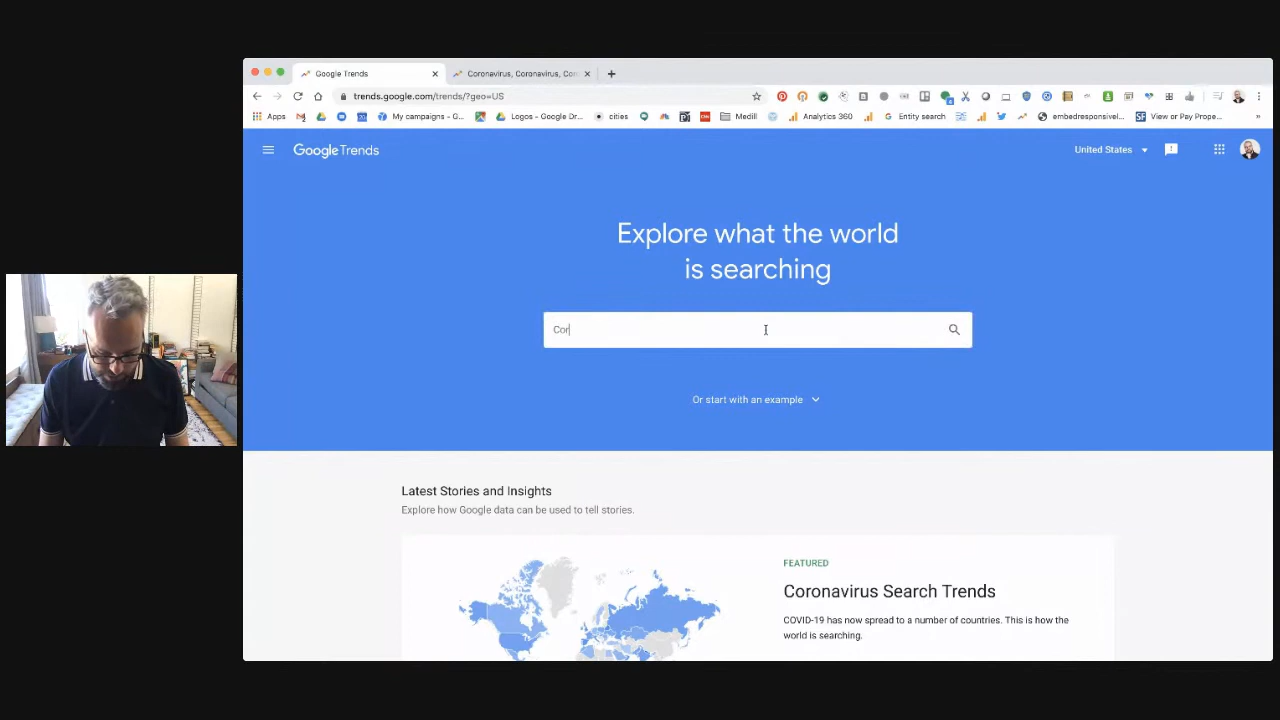 Google Trends
Coronavirus, Coronavirus, Cor
trends.google.com/trends/?geo=US
Apps
My campaigns - G...
Logos - Google Dr...
cities
Medill
Analytics 360
Entity search
embedresponsivel...
View or Pay Prope...
Google Trends
United States
Explore what the world
is searching
Cor
Or start with an example
Latest Stories and Insights
Explore how Google data can be used to tell stories.
FEATURED
Coronavirus Search Trends
COVID-19 has now spread to a number of countries. This is how the
world is searching.